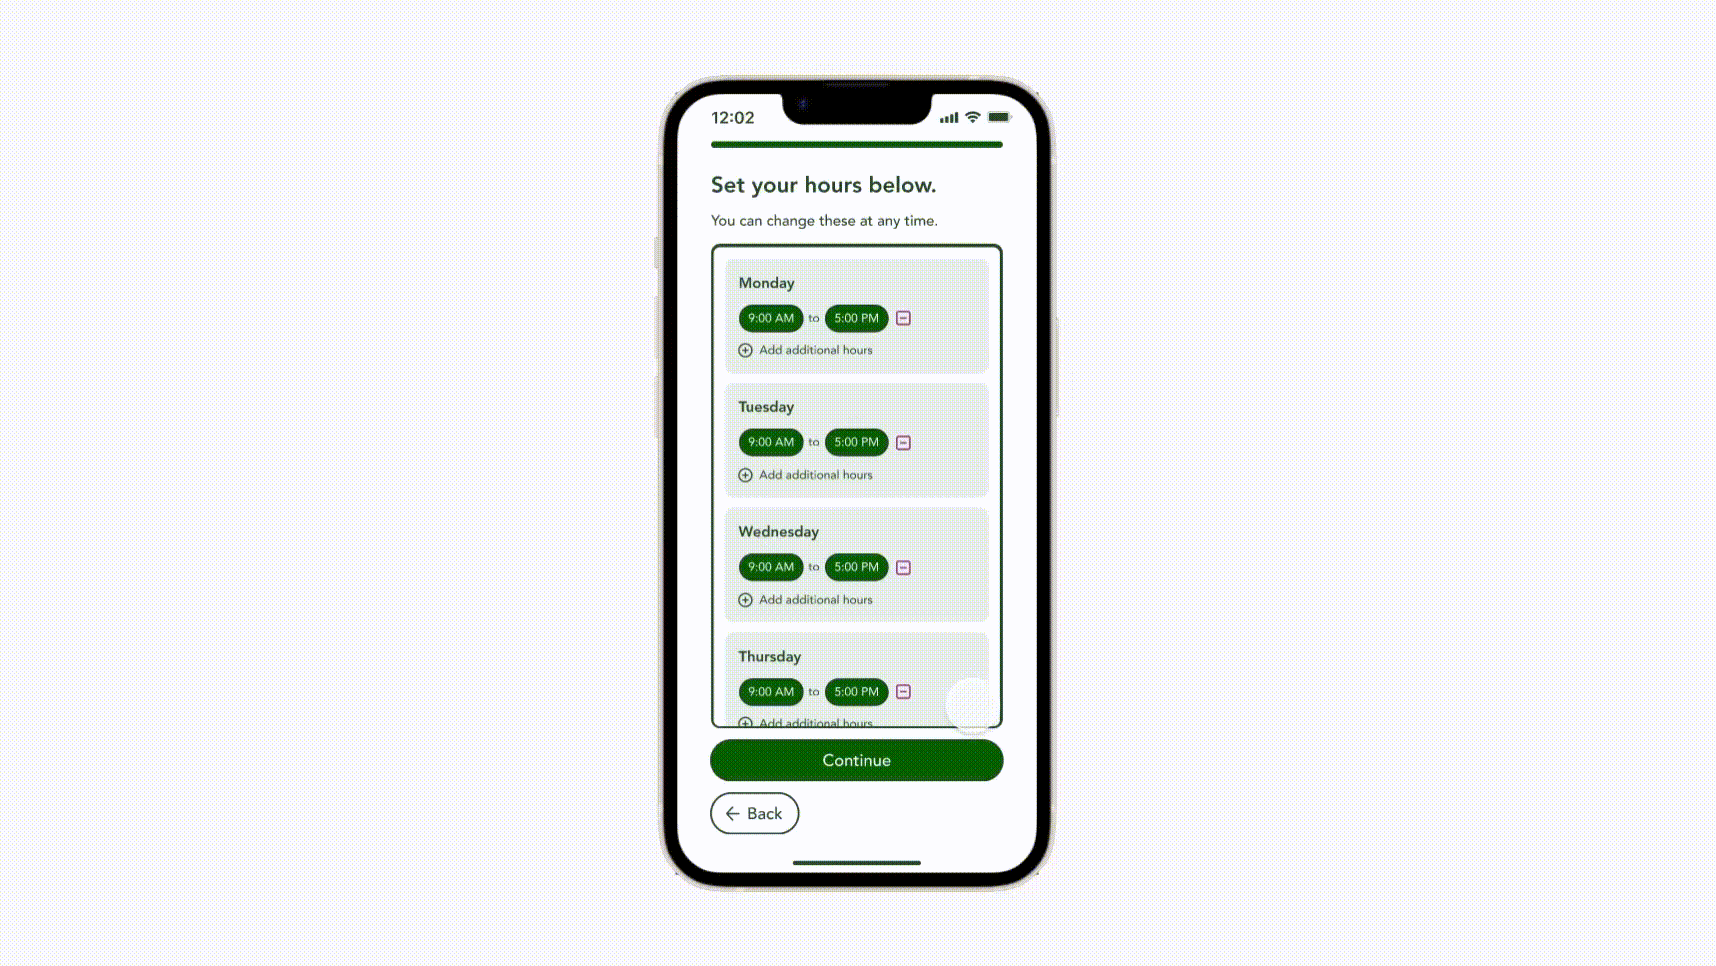 12:02
Set your hours below.
You can change these at any time.
Monday
9:00 AM to 5:00 PM
Add additional hours
Tuesday
9:00 AM to 5:00 PM
Add additional hours
Wednesday
9:00 AM to 5:00 PM
Add additional hours
Thursday
9:00 AM to 5:00 PM
Add additional hours
Continue
Back